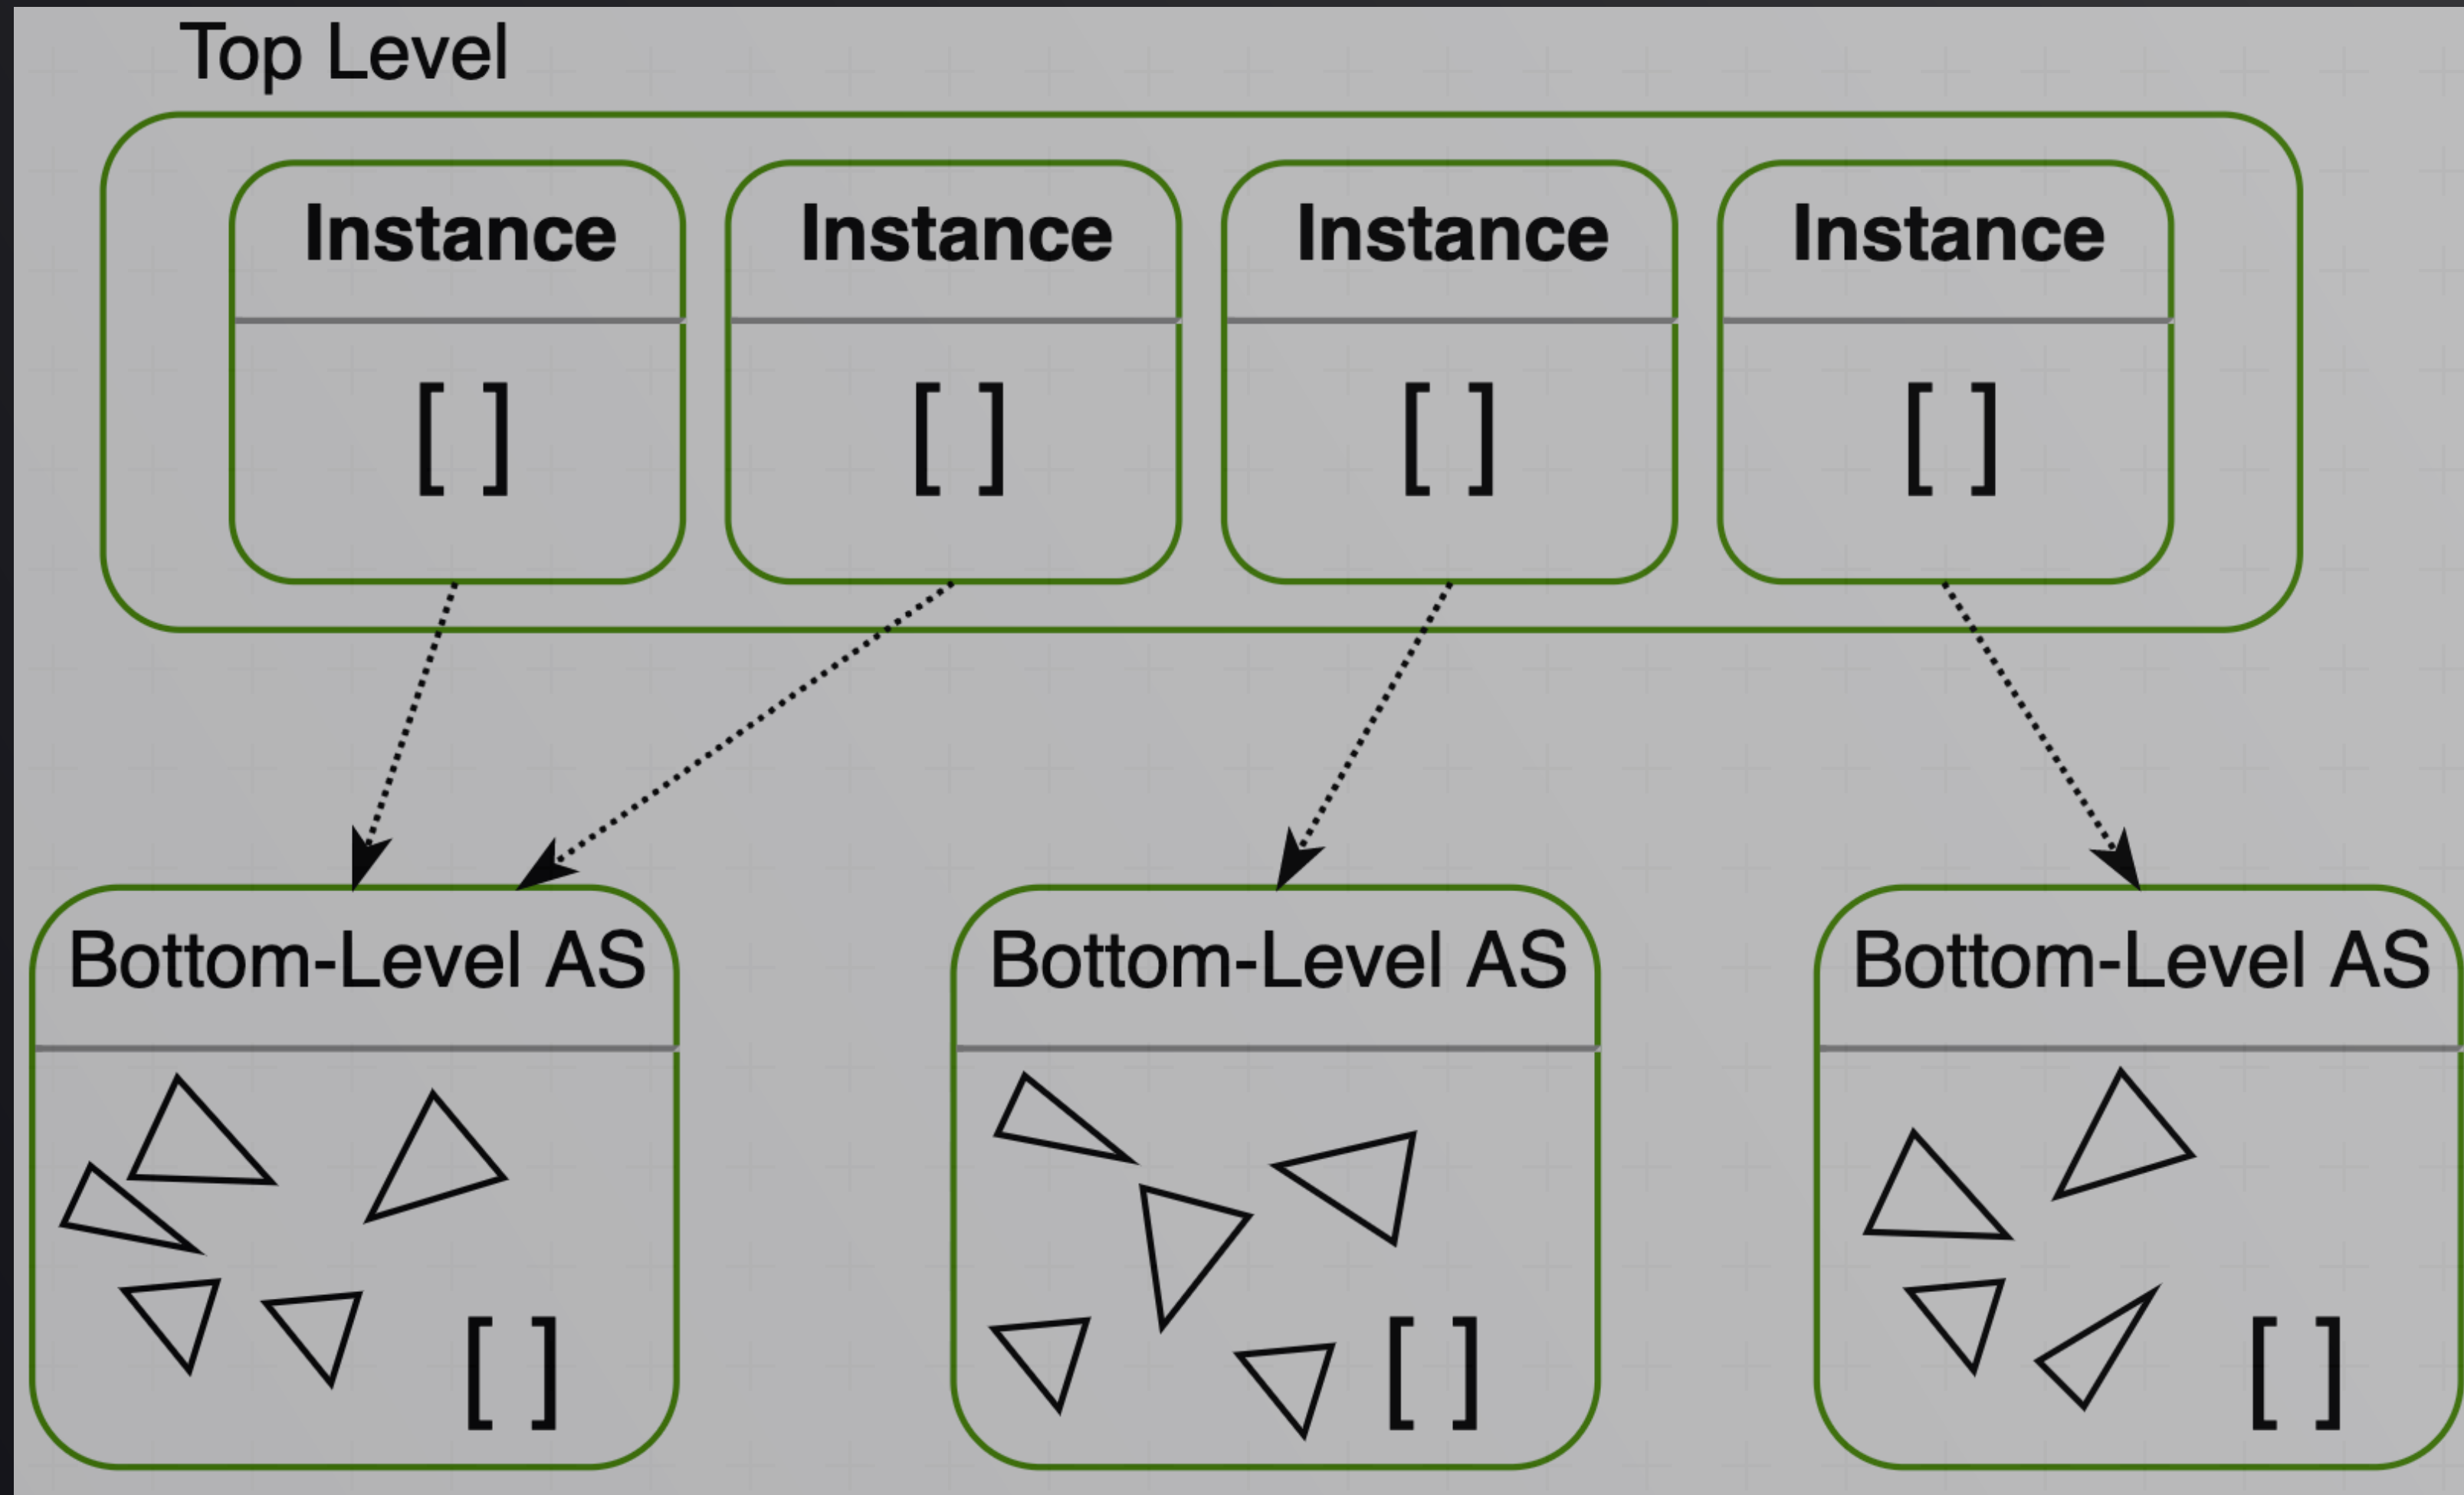 Top Level
Instance
[ ]
Instance
[ ]
Instance
[ ]
Instance
[ ]
Bottom-Level AS
[ ]
Bottom-Level AS
[ ]
Bottom-Level AS
[ ]